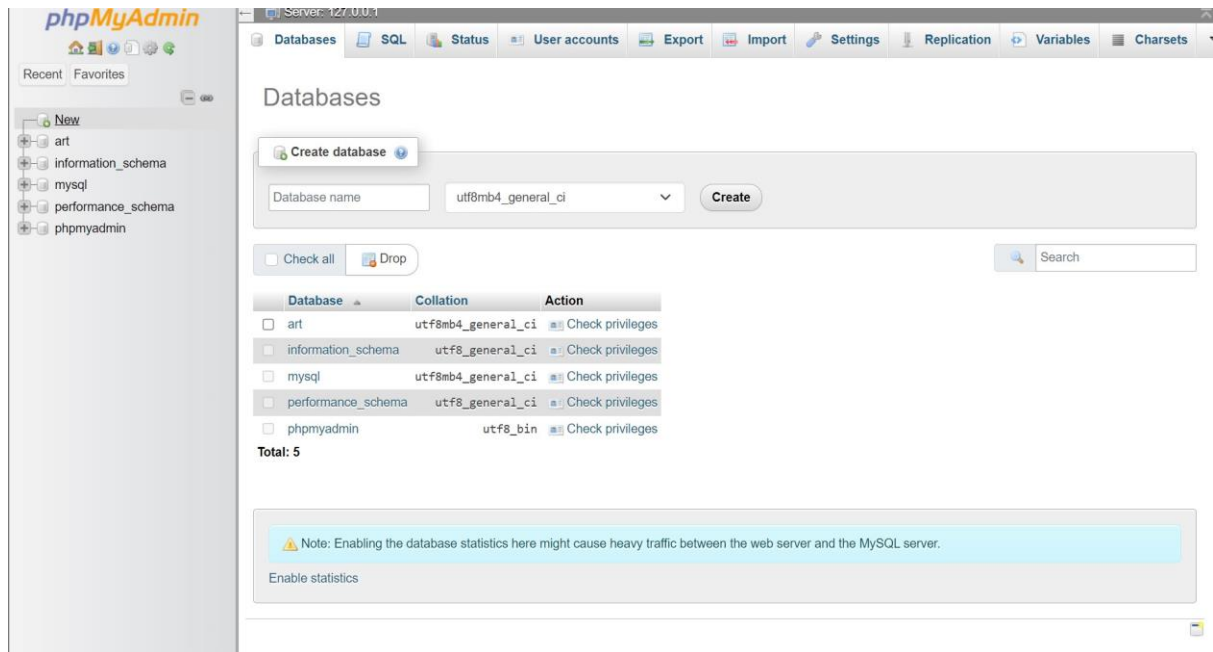 phpMyAdmin
Recent Favorites
New
art
information_schema
mysql
performance_schema
phpmyadmin
Server: 127.0.0.1
Databases SQL Status User accounts Export Import Settings Replication Variables Charsets
Databases
Create database
Database name utf8mb4_general_ci Create
Check all Drop Search
Database Collation Action
art utf8mb4_general_ci Check privileges
information_schema utf8_general_ci Check privileges
mysql utf8mb4_general_ci Check privileges
performance_schema utf8_general_ci Check privileges
phpmyadmin utf8_bin Check privileges
Total: 5
Note: Enabling the database statistics here might cause heavy traffic between the web server and the MySQL server.
Enable statistics